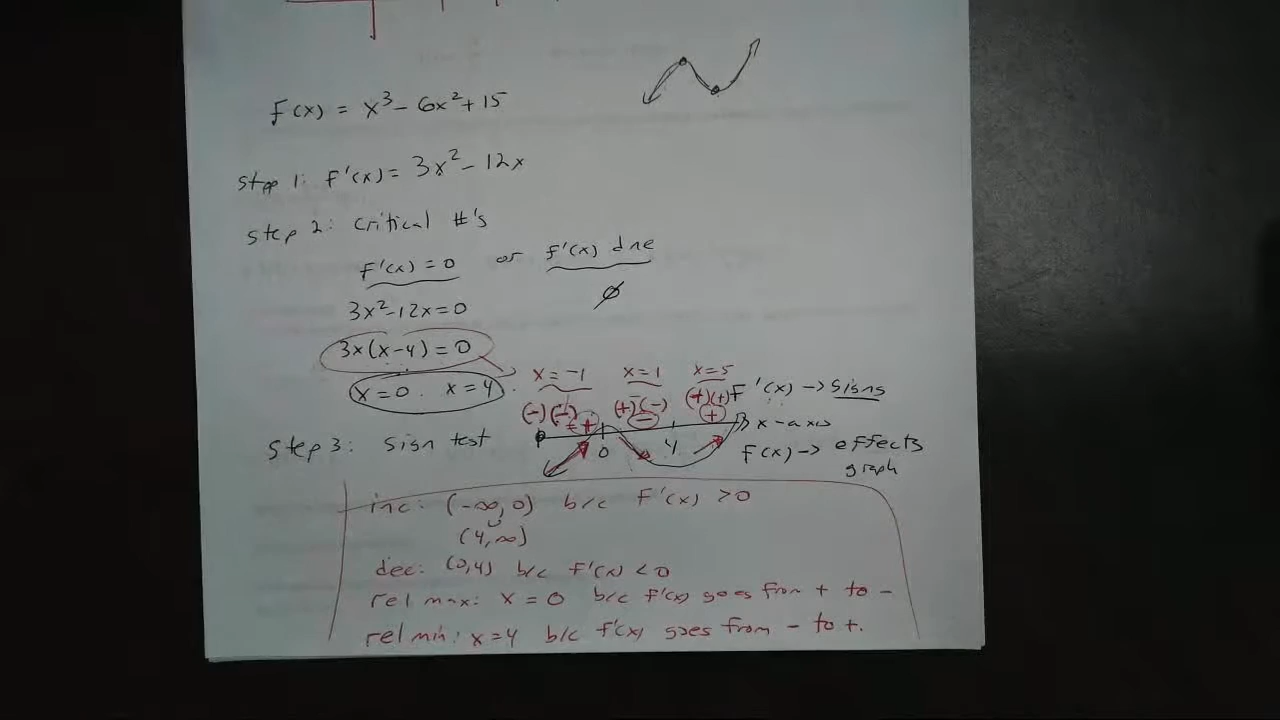 f(x) = x³ - 6x² + 15
Step 1: f'(x) = 3x² - 12x
Step 2: critical #'s
f'(x) = 0 or f'(x) dne
3x² - 12x = 0 ∅
3x(x-4) = 0
x = -1 x = 1 x = 5
x = 0 . x = 4 . f'(x) → signs
(-)(-) (+)(-) (+)(+)
+ - +
Step 3: sign test 0 4 x-axis
f(x) → effects
graph
inc: (-∞,0) b/c f'(x) > 0
(4,∞)
dec: (0,4) b/c f'(x) < 0
rel max: x = 0 b/c f'(x) goes from + to -
rel min: x = 4 b/c f'(x) goes from - to +.